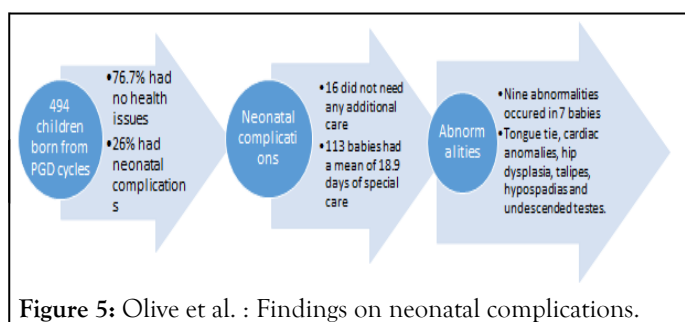 494
children
born from
PGD cycles
•76.7% had
no health
issues
•26% had
neonatal
complication
s
Neonatal
complicati
ons
•16 did not need
any additional
care
•113 babies had
a mean of 18.9
days of special
care
Abnorm
alities
•Nine abnormalities
occured in 7 babies
•Tongue tie, cardiac
anomalies, hip
dysplasia, talipes,
hypospadias and
undescended testes.
Figure 5: Olive et al. : Findings on neonatal complications.